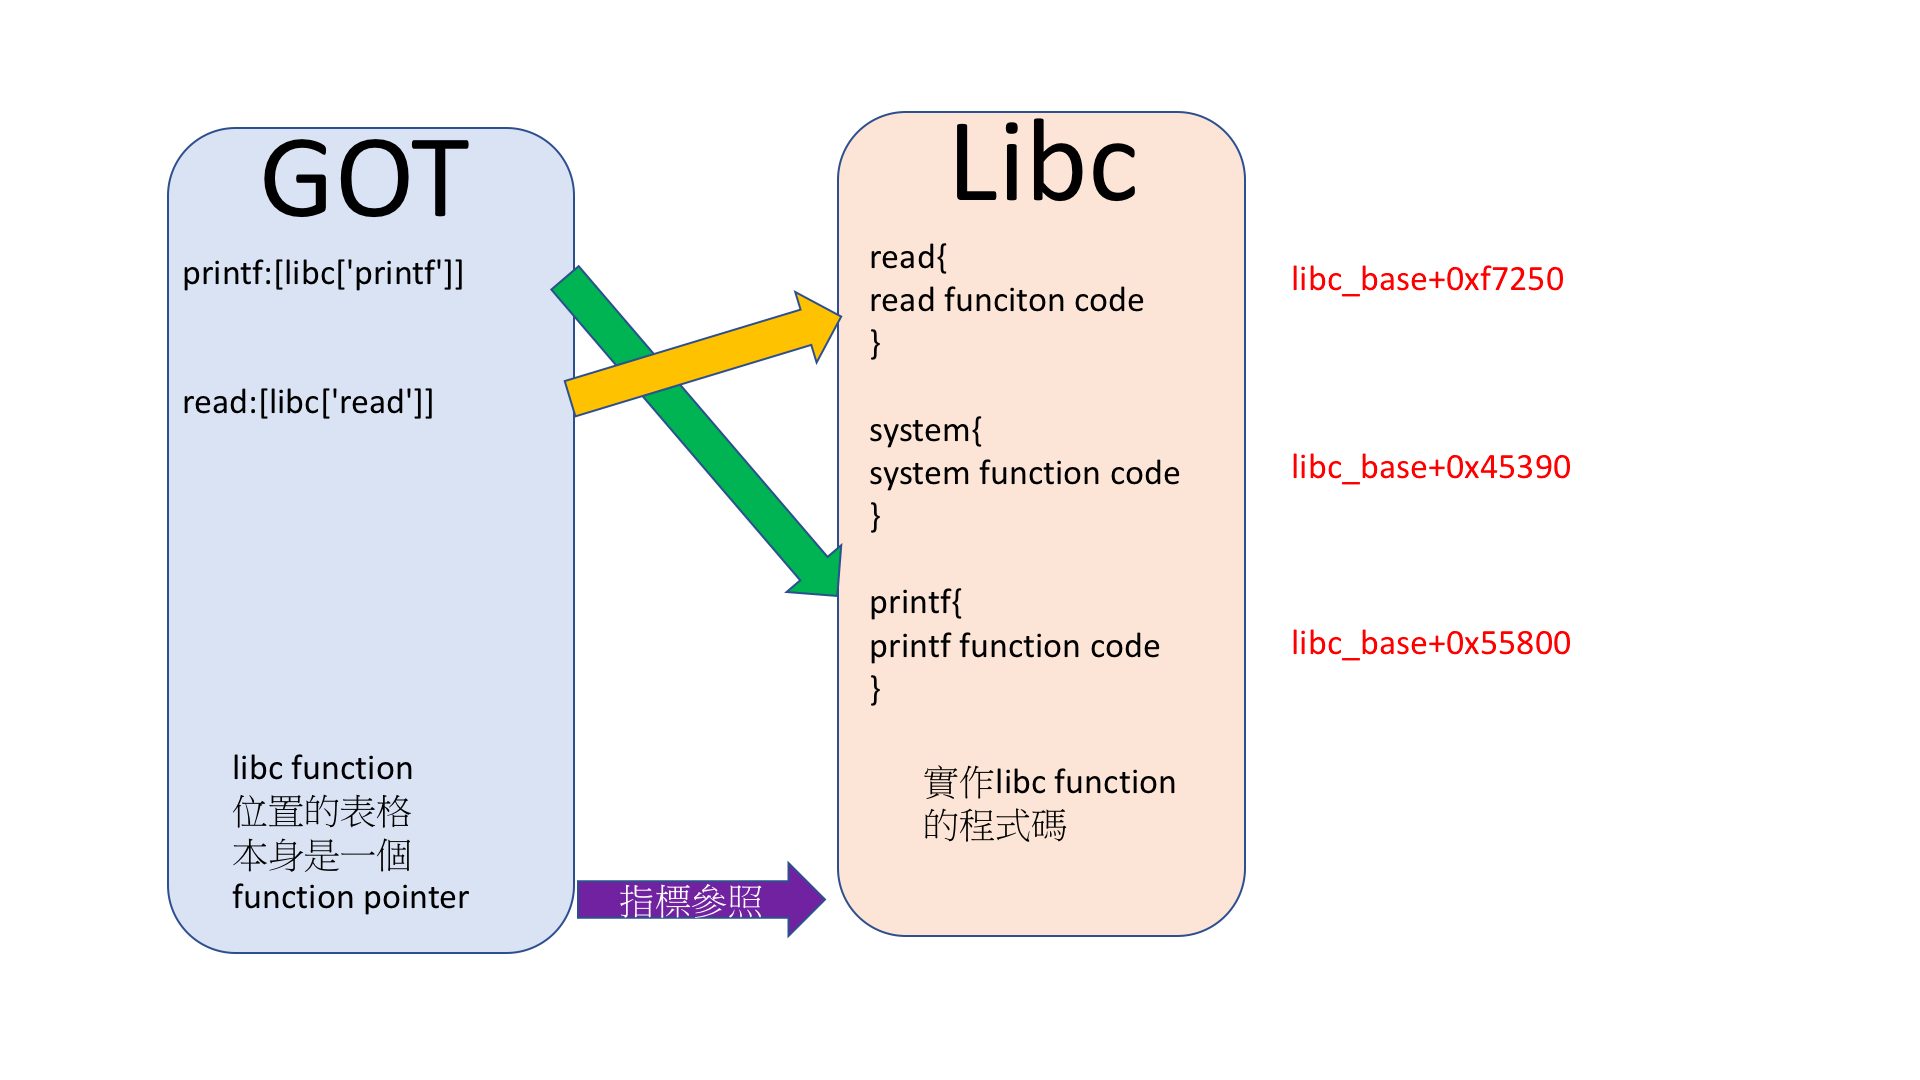 GOT
printf:[libc['printf']]
read:[libc['read']]
libc function
位置的表格
本身是一個
function pointer
指標參照
Libc
read{
read funciton code
}
system{
system function code
}
printf{
printf function code
}
實作libc function
的程式碼
libc_base+0xf7250
libc_base+0x45390
libc_base+0x55800